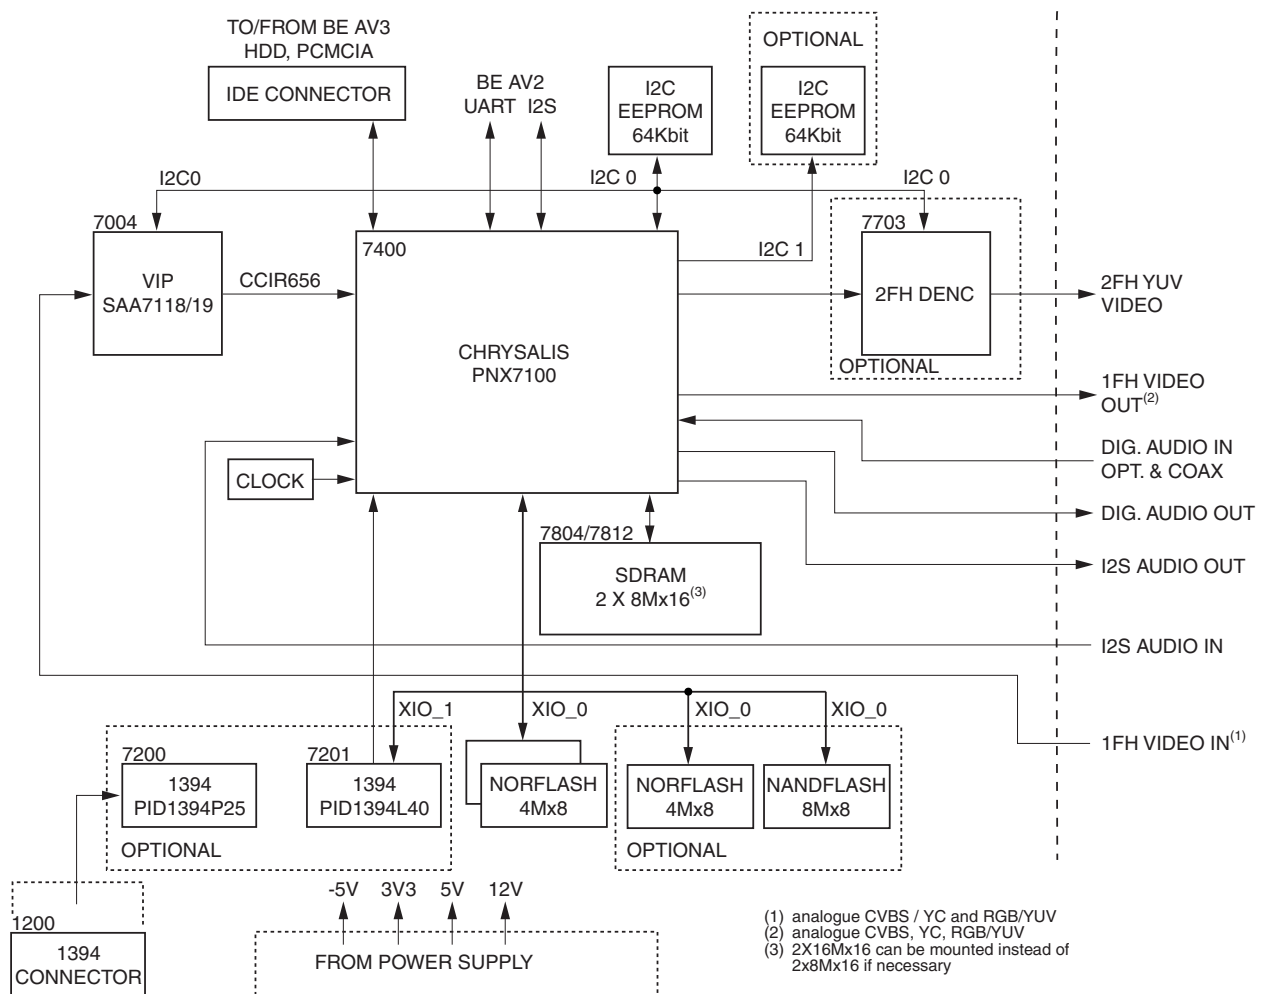 TO/FROM BE AV3
HDD, PCMCIA
IDE CONNECTOR
BE AV2
UART I2S
I2C
EEPROM
64Kbit
OPTIONAL
I2C
EEPROM
64Kbit
I2C0
I2C 0
I2C 0
7004
VIP
SAA7118/19
CCIR656
7400
CHRYSALIS
PNX7100
I2C 1
7703
2FH DENC
OPTIONAL
2FH YUV
VIDEO
1FH VIDEO
OUT(2)
DIG. AUDIO IN
OPT. & COAX
DIG. AUDIO OUT
I2S AUDIO OUT
I2S AUDIO IN
1FH VIDEO IN(1)
CLOCK
7804/7812
SDRAM
2 X 8Mx16(3)
XIO_1
XIO_0
XIO_0
XIO_0
7200
1394
PID1394P25
7201
1394
PID1394L40
OPTIONAL
NORFLASH
4Mx8
NORFLASH
4Mx8
NANDFLASH
8Mx8
OPTIONAL
1200
1394
CONNECTOR
-5V 3V3 5V 12V
FROM POWER SUPPLY
(1) analogue CVBS / YC and RGB/YUV
(2) analogue CVBS, YC, RGB/YUV
(3) 2X16Mx16 can be mounted instead of
2x8Mx16 if necessary